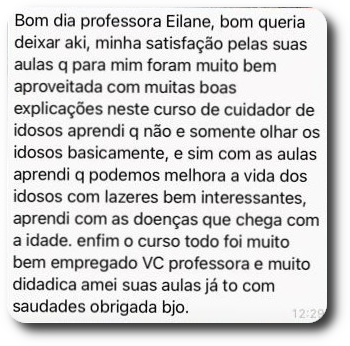 Bom dia professora Eilane, bom queria
deixar aki, minha satisfação pelas suas
aulas q para mim foram muito bem
aproveitada com muitas boas
explicações neste curso de cuidador de
idosos aprendi q não e somente olhar os
idosos basicamente, e sim com as aulas
aprendi q podemos melhora a vida dos
idosos com lazeres bem interessantes,
aprendi com as doenças que chega com
a idade. enfim o curso todo foi muito
bem empregado VC professora e muito
didadica amei suas aulas já to com
saudades obrigada bjo.
12:29